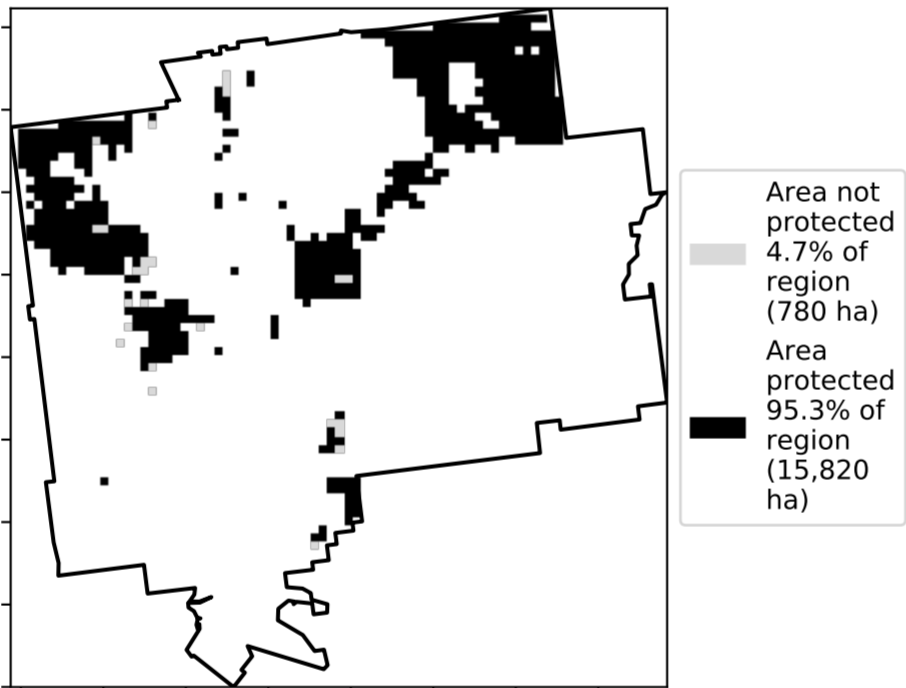 Area not
protected
4.7% of
region
(780 ha)
Area
protected
95.3% of
region
(15,820
ha)